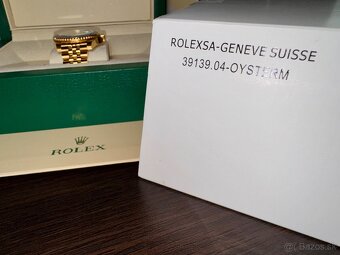 ROLEXSA-GENEVE SUISSE
39139.04-OYSTERM
ROLEX
Bazos.sk